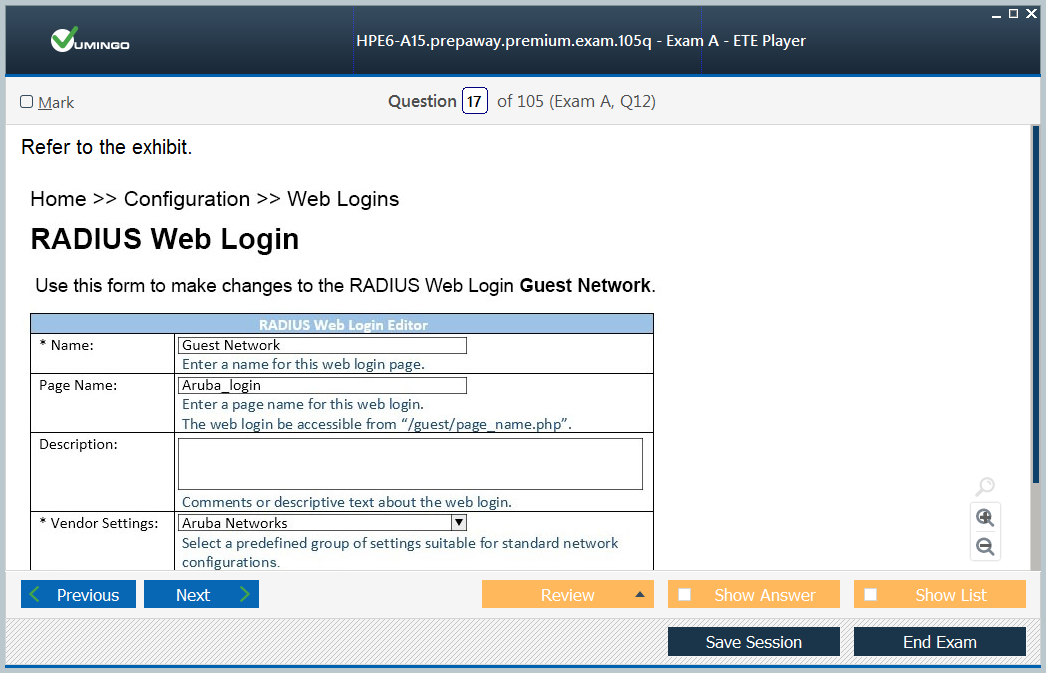 VUMINGO
HPE6-A15.prepaway.premium.exam.105q - Exam A - ETE Player
Mark
Question 17 of 105 (Exam A, Q12)
Refer to the exhibit.
Home >> Configuration >> Web Logins
RADIUS Web Login
Use this form to make changes to the RADIUS Web Login Guest Network.
RADIUS Web Login Editor
* Name: Guest Network
Enter a name for this web login page.
Page Name: Aruba_login
Enter a page name for this web login.
The web login be accessible from “/guest/page_name.php”.
Description:
Comments or descriptive text about the web login.
* Vendor Settings: Aruba Networks
Select a predefined group of settings suitable for standard network
configurations.
Previous Next Review Show Answer Show List
Save Session End Exam